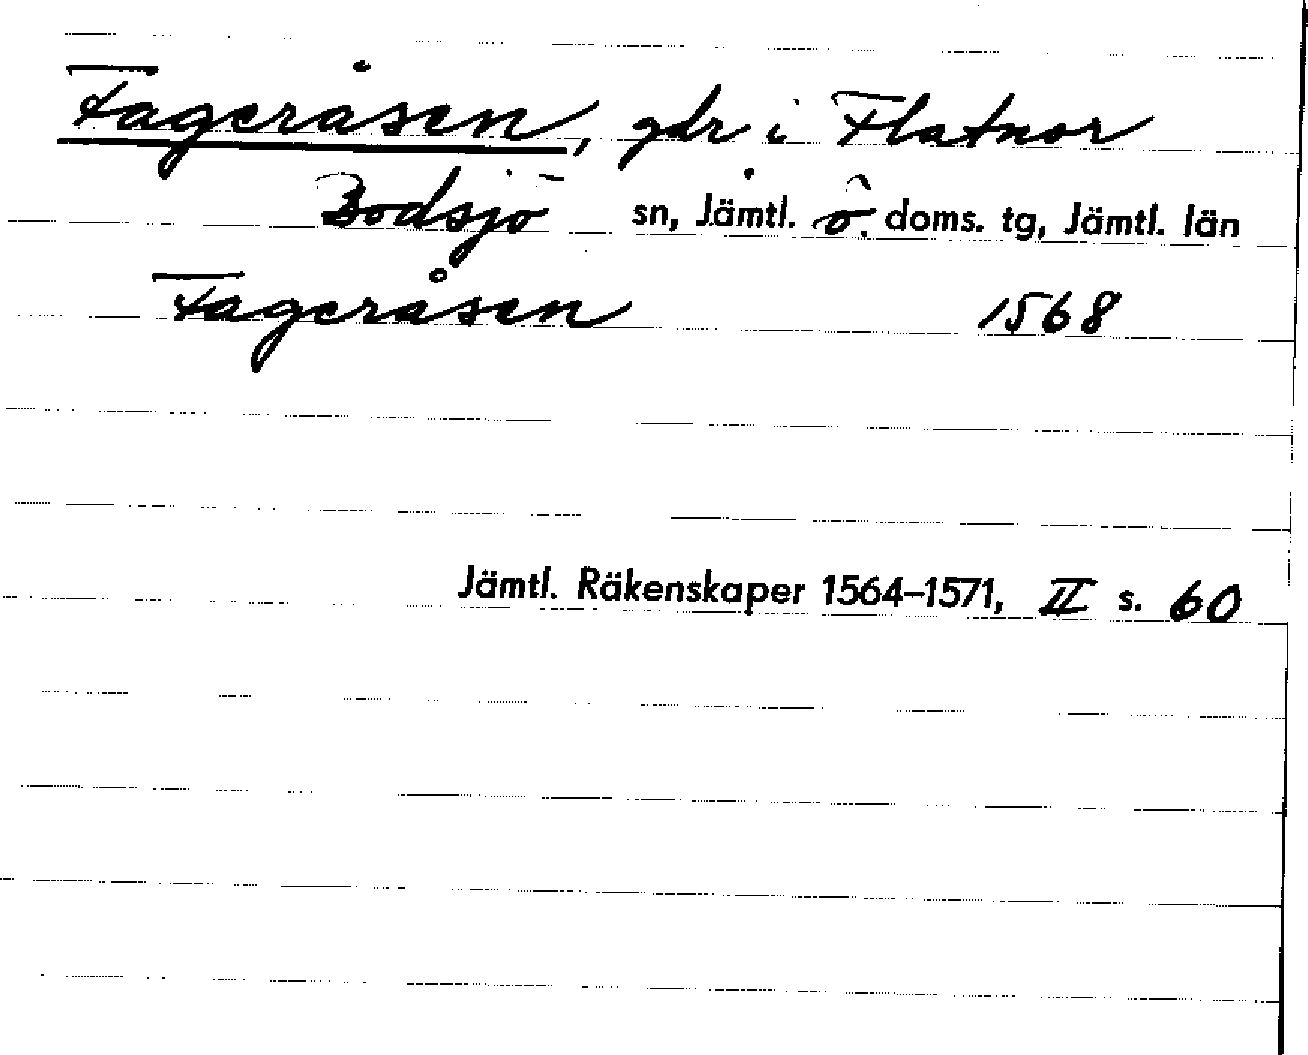 Fageråsen, gdr i Flatnor
Bodsjö sn, Jämtl. ö. doms. tg, Jämtl. län
Fageråsen 1568
Jämtl. Räkenskaper 1564–1571, II s. 60